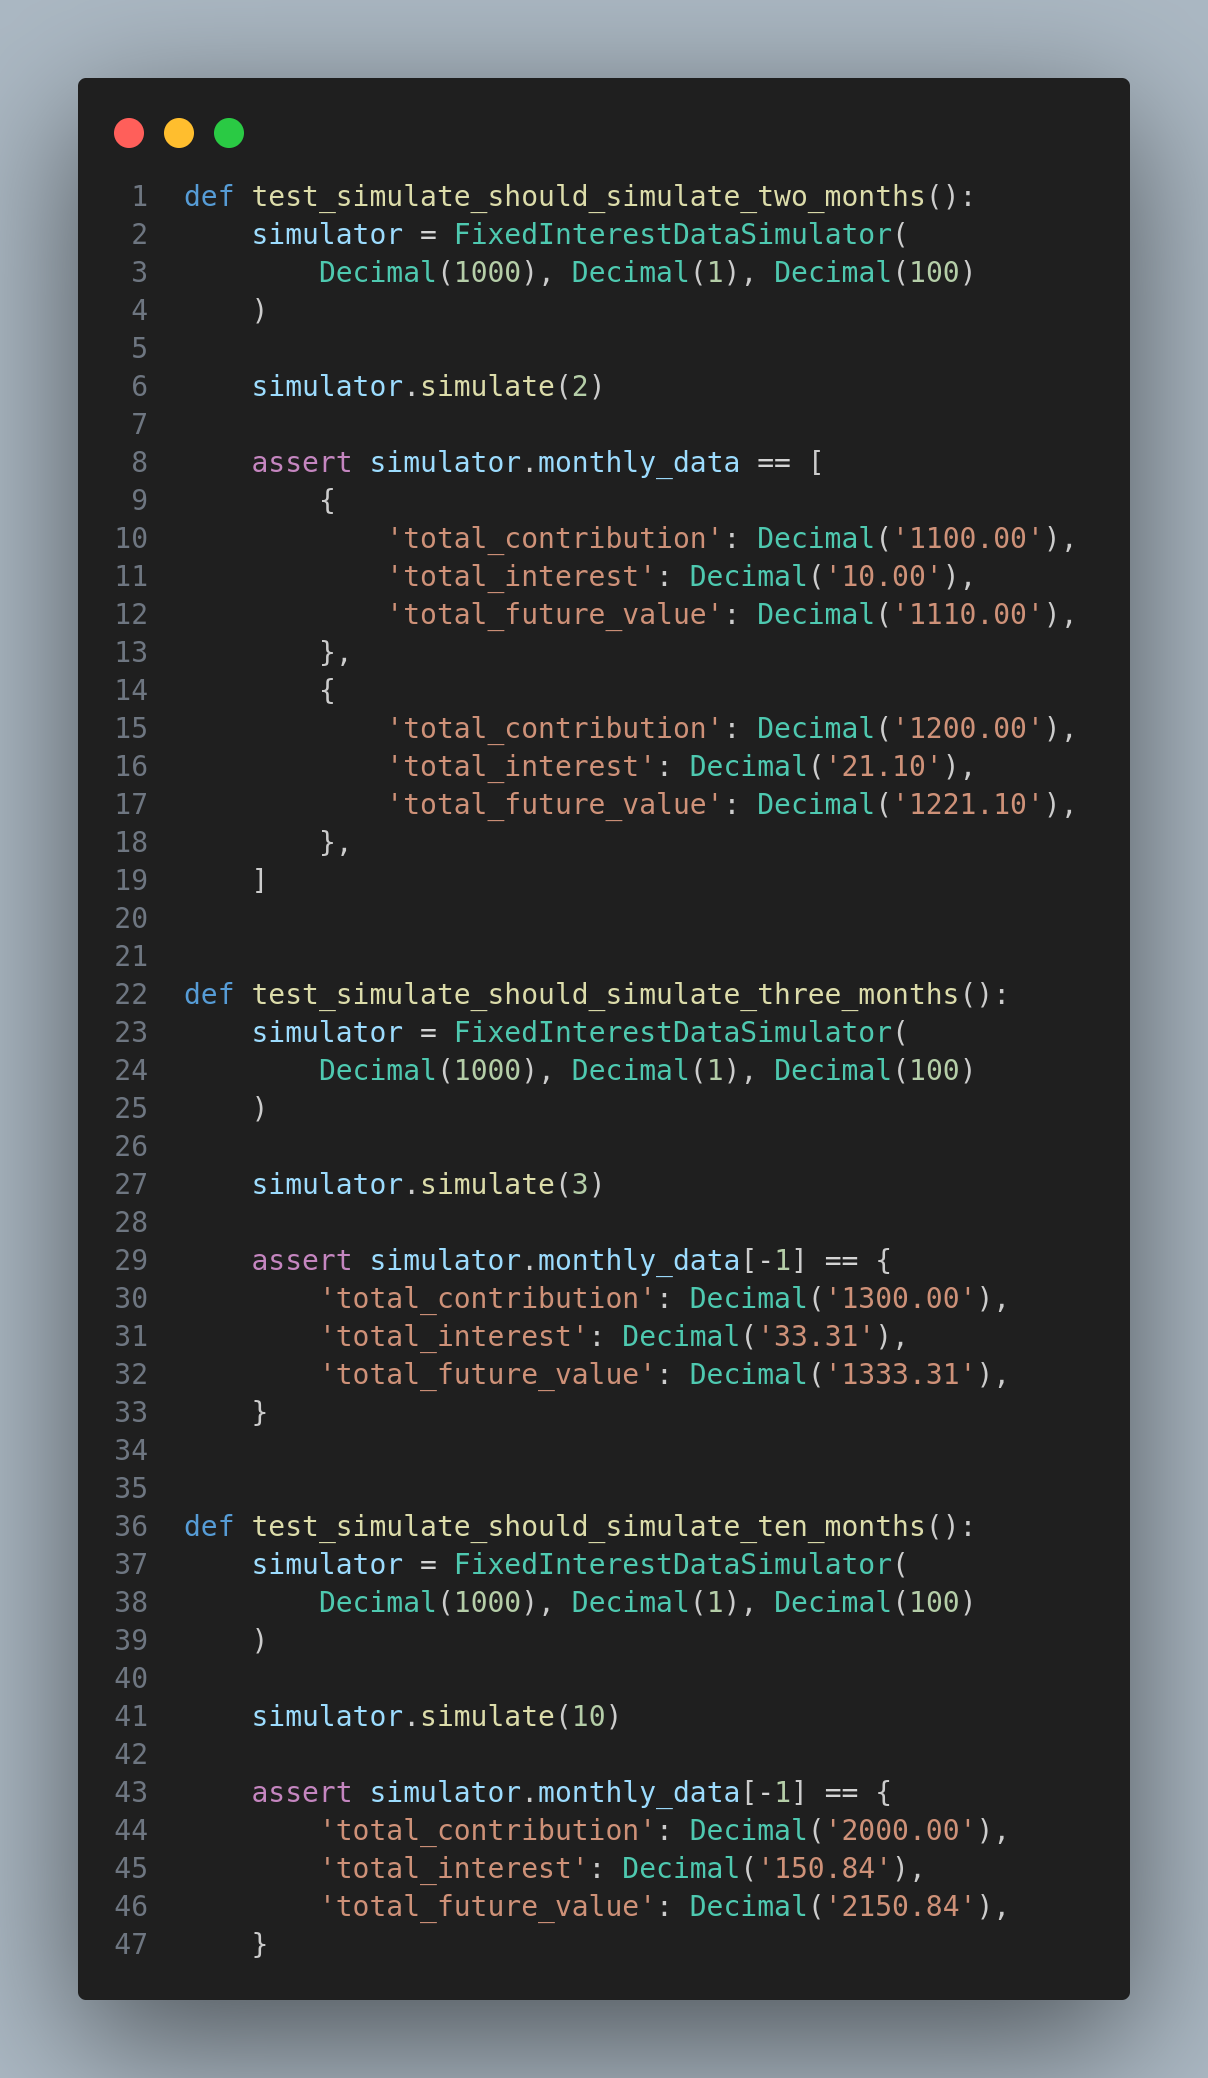 1 def test_simulate_should_simulate_two_months():
2     simulator = FixedInterestDataSimulator(
3         Decimal(1000), Decimal(1), Decimal(100)
4     )
5
6     simulator.simulate(2)
7
8     assert simulator.monthly_data == [
9         {
10             'total_contribution': Decimal('1100.00'),
11             'total_interest': Decimal('10.00'),
12             'total_future_value': Decimal('1110.00'),
13         },
14         {
15             'total_contribution': Decimal('1200.00'),
16             'total_interest': Decimal('21.10'),
17             'total_future_value': Decimal('1221.10'),
18         },
19     ]
20
21
22 def test_simulate_should_simulate_three_months():
23     simulator = FixedInterestDataSimulator(
24         Decimal(1000), Decimal(1), Decimal(100)
25     )
26
27     simulator.simulate(3)
28
29     assert simulator.monthly_data[-1] == {
30         'total_contribution': Decimal('1300.00'),
31         'total_interest': Decimal('33.31'),
32         'total_future_value': Decimal('1333.31'),
33     }
34
35
36 def test_simulate_should_simulate_ten_months():
37     simulator = FixedInterestDataSimulator(
38         Decimal(1000), Decimal(1), Decimal(100)
39     )
40
41     simulator.simulate(10)
42
43     assert simulator.monthly_data[-1] == {
44         'total_contribution': Decimal('2000.00'),
45         'total_interest': Decimal('150.84'),
46         'total_future_value': Decimal('2150.84'),
47     }